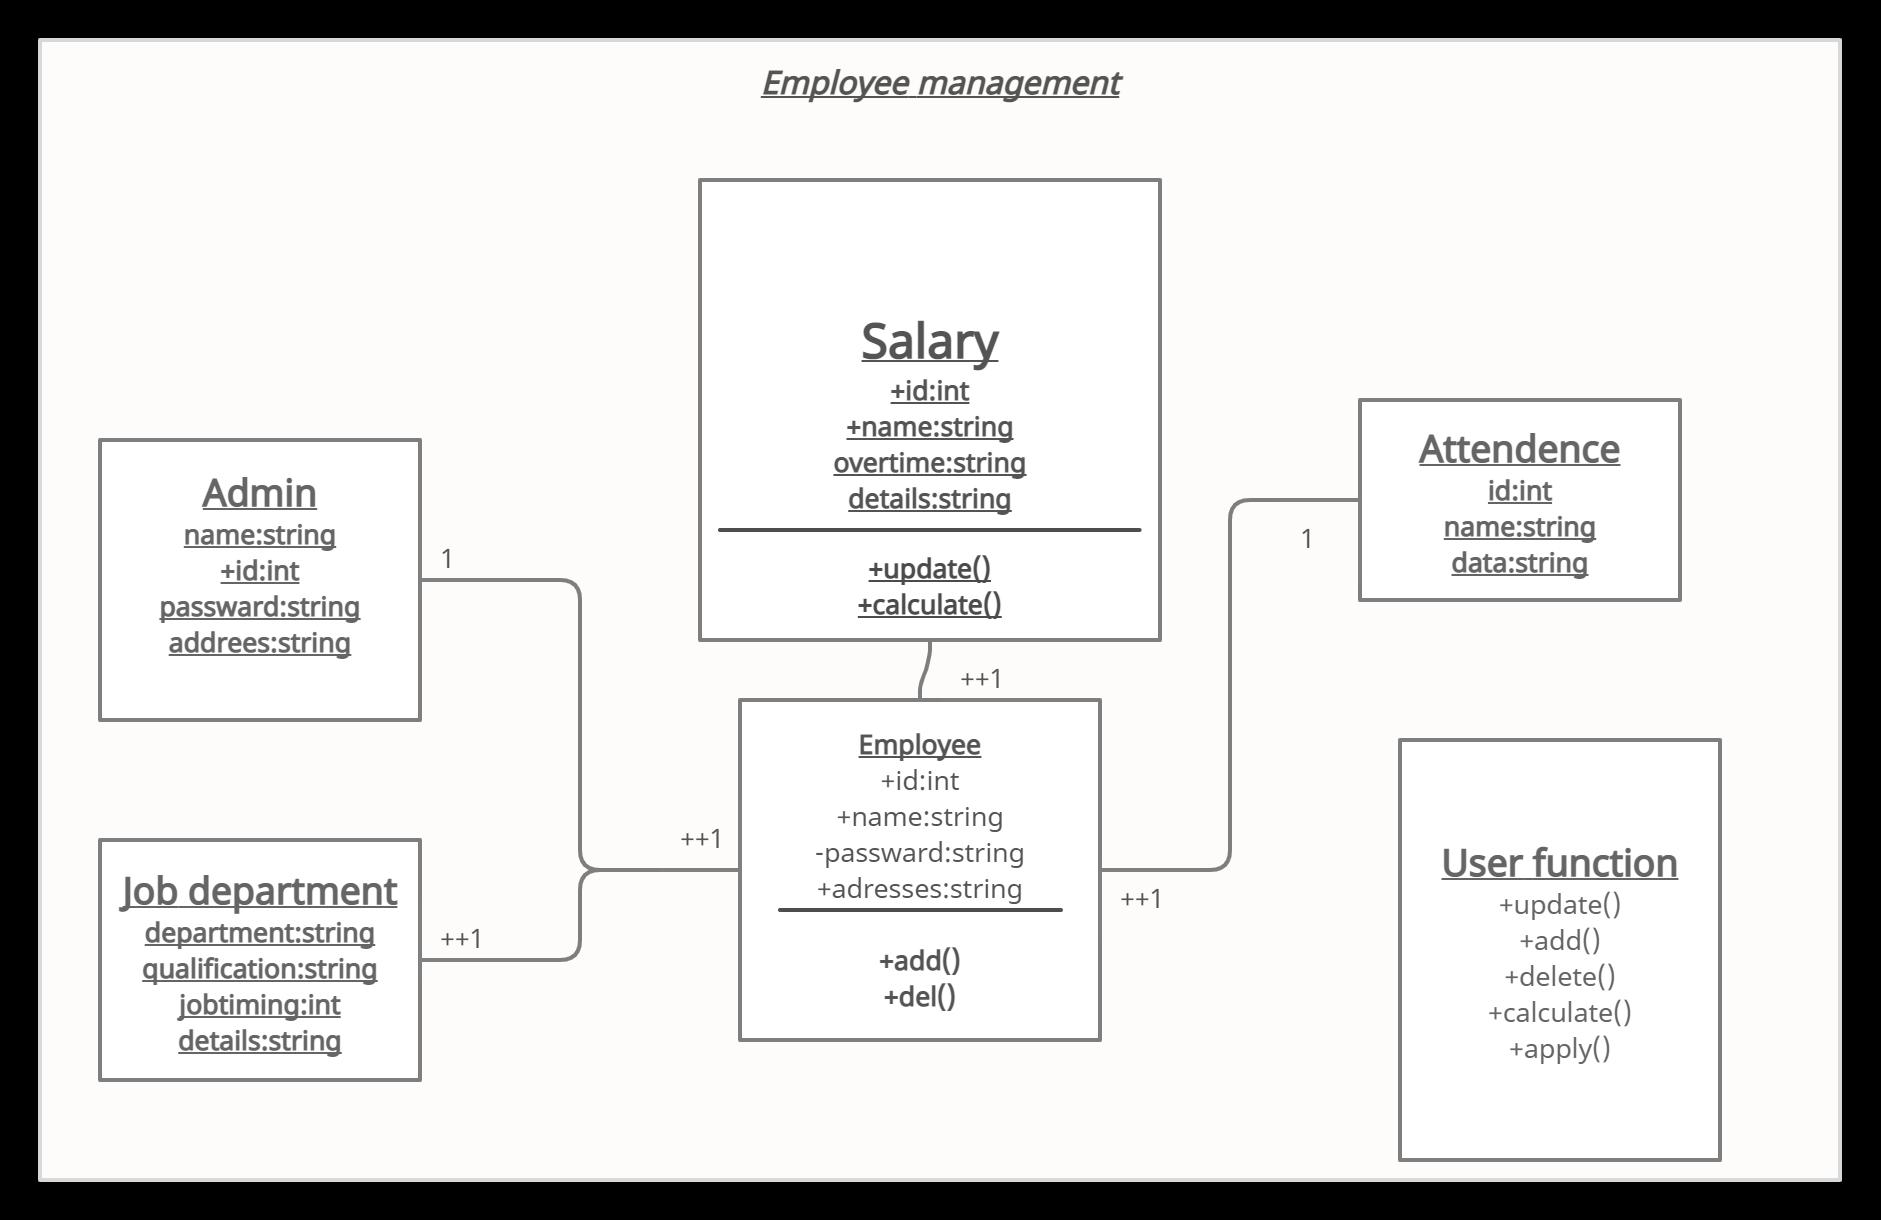 Employee management
Salary
+id:int
+name:string
overtime:string
details:string
+update()
+calculate()
Admin
name:string
+id:int
passward:string
addrees:string
1
Attendence
id:int
name:string
data:string
1
++1
Employee
+id:int
+name:string
-passward:string
+adresses:string
+add()
+del()
++1
++1
Job department
department:string
qualification:string
jobtiming:int
details:string
++1
User function
+update()
+add()
+delete()
+calculate()
+apply()